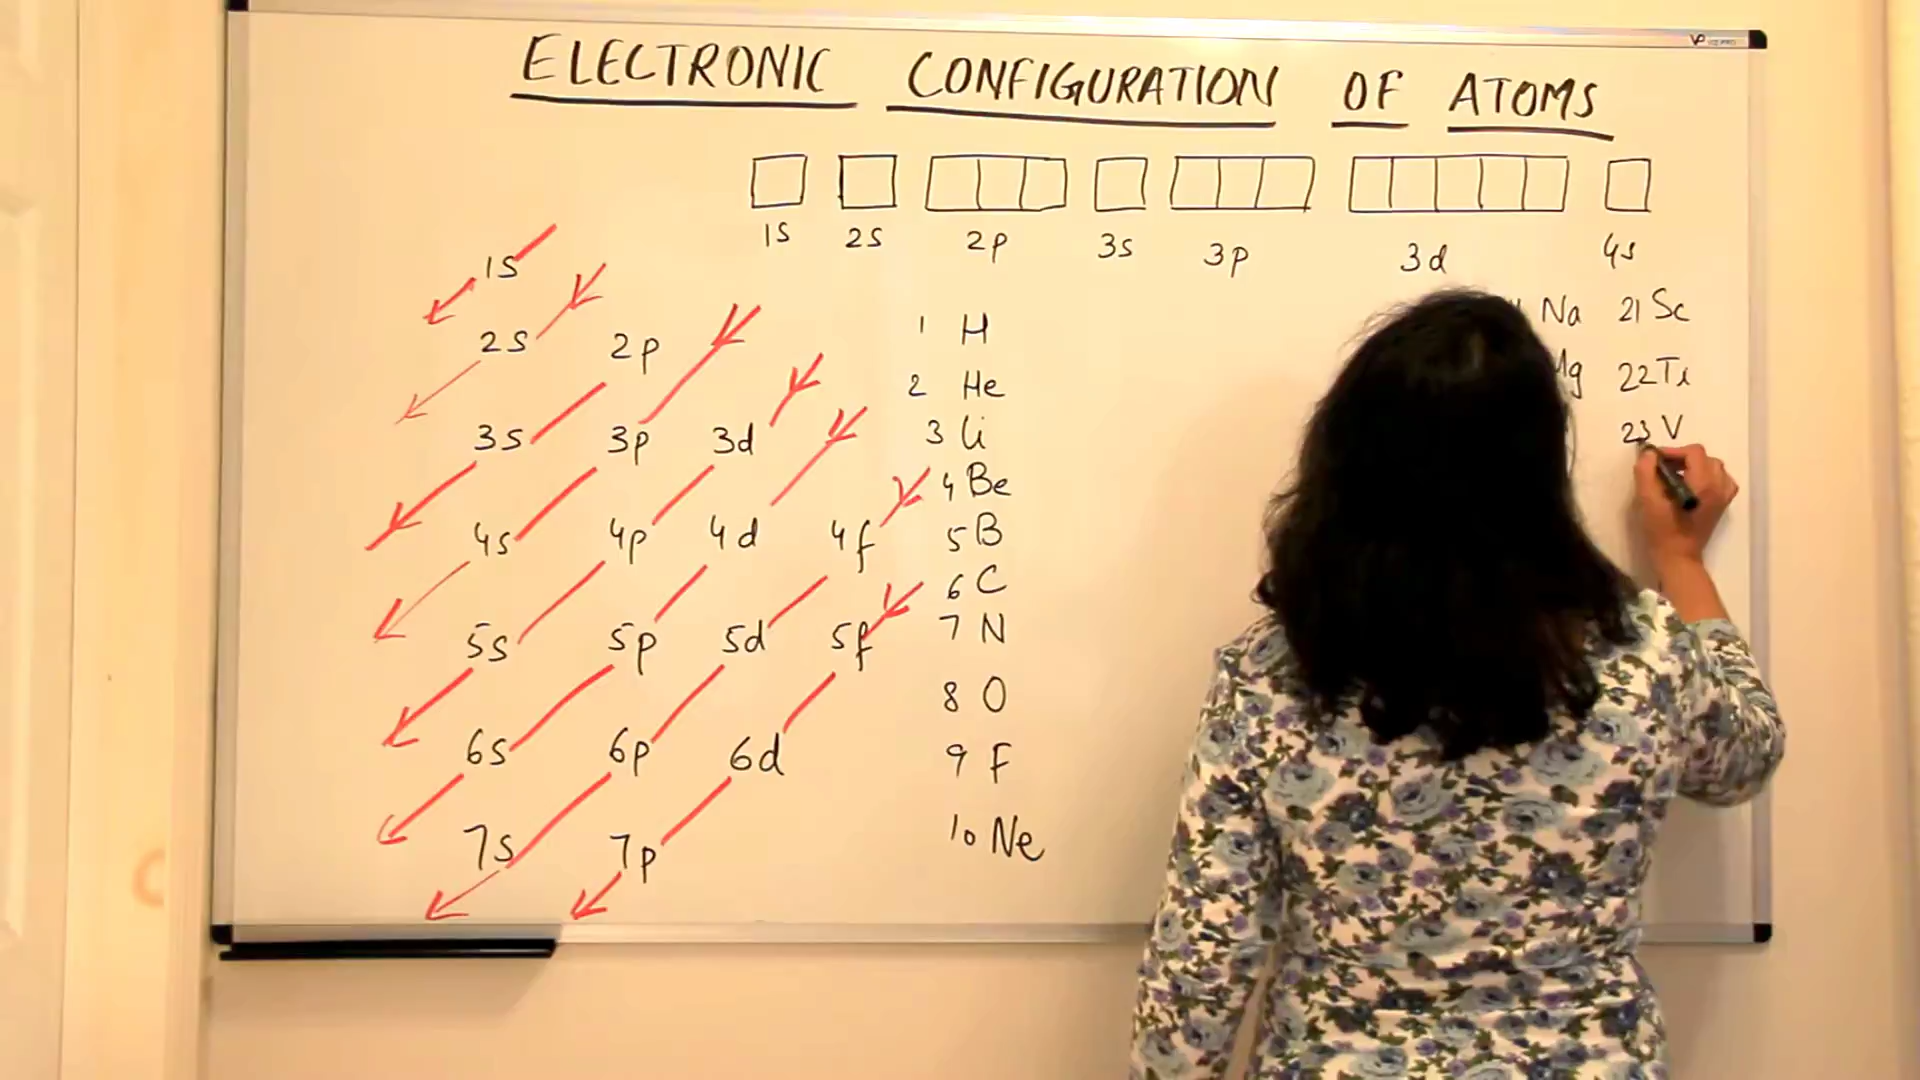 ELECTRONIC CONFIGURATION OF ATOMS
1s 2s 2p 3s 3p 3d 4s
1s
2s 2p
3s 3p 3d
4s 4p 4d 4f
5s 5p 5d 5f
6s 6p 6d
7s 7p
1 H
2 He
3 Li
4 Be
5 B
6 C
7 N
8 O
9 F
10 Ne
Na
Mg
21 Sc
22 Ti
23 V